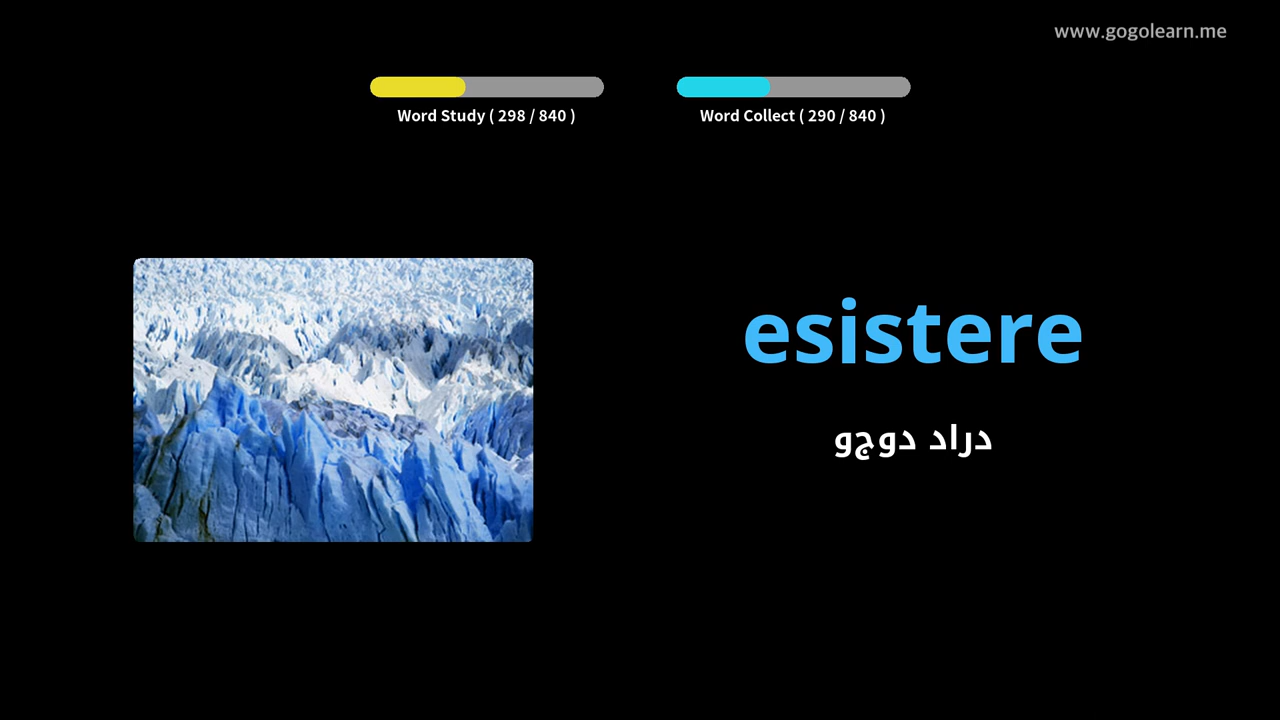 www.gogolearn.me
Word Study ( 298 / 840 )
Word Collect ( 290 / 840 )
esistere
دراد دوجو